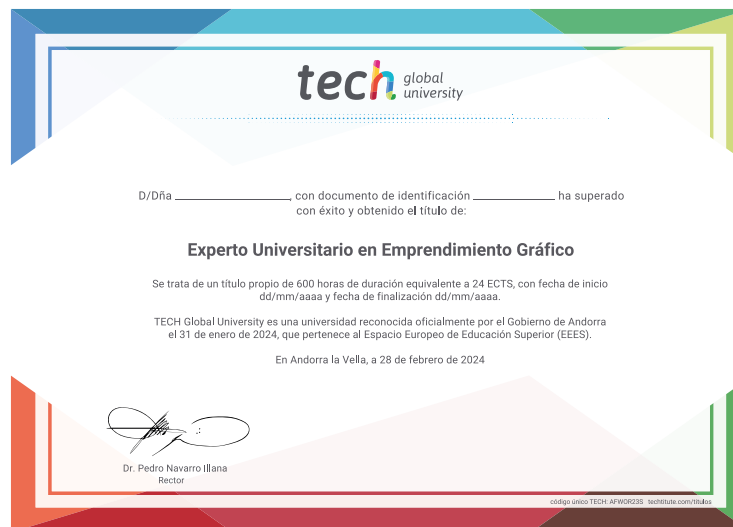 tech global
university
D/Dña ____________________, con documento de identificación ______________ ha superado
con éxito y obtenido el título de:
Experto Universitario en Emprendimiento Gráfico
Se trata de un título propio de 600 horas de duración equivalente a 24 ECTS, con fecha de inicio
dd/mm/aaaa y fecha de finalización dd/mm/aaaa.
TECH Global University es una universidad reconocida oficialmente por el Gobierno de Andorra
el 31 de enero de 2024, que pertenece al Espacio Europeo de Educación Superior (EEES).
En Andorra la Vella, a 28 de febrero de 2024
Dr. Pedro Navarro Illana
Rector
código único TECH: AFWOR23S techtitute.com/titulos